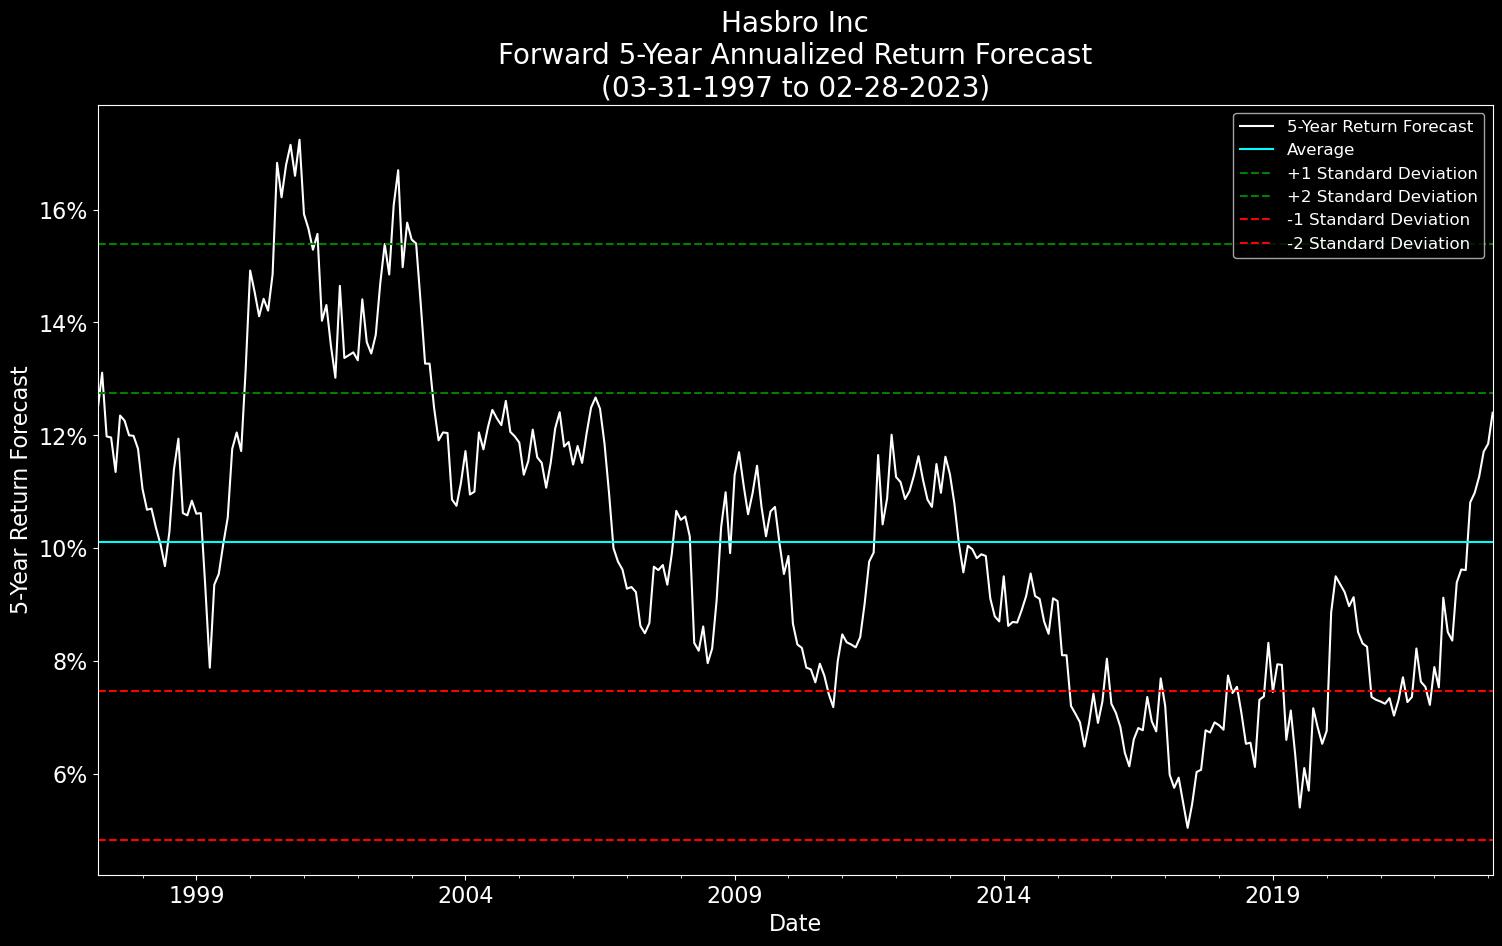 Hasbro Inc
Forward 5-Year Annualized Return Forecast
(03-31-1997 to 02-28-2023)
5-Year Return Forecast
Average
+1 Standard Deviation
+2 Standard Deviation
-1 Standard Deviation
-2 Standard Deviation
16%
14%
12%
10%
8%
6%
5-Year Return Forecast
1999
2004
2009
2014
2019
Date